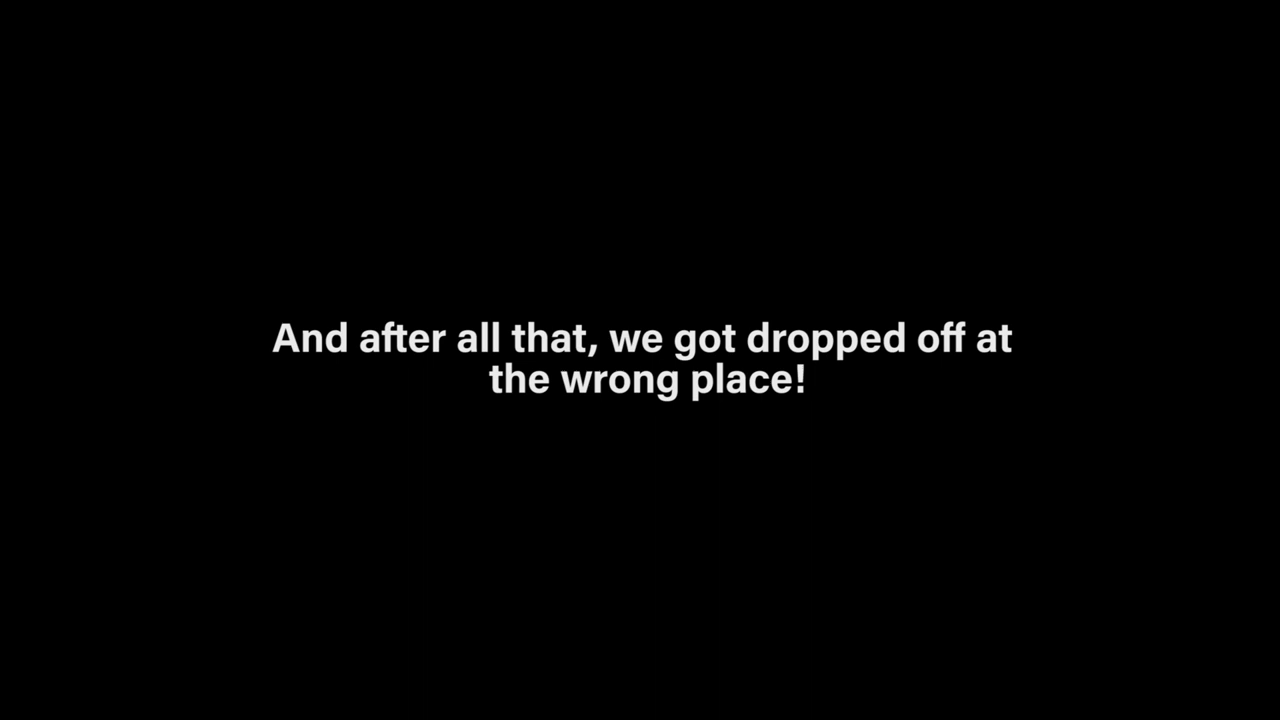 And after all that, we got dropped off at
the wrong place!